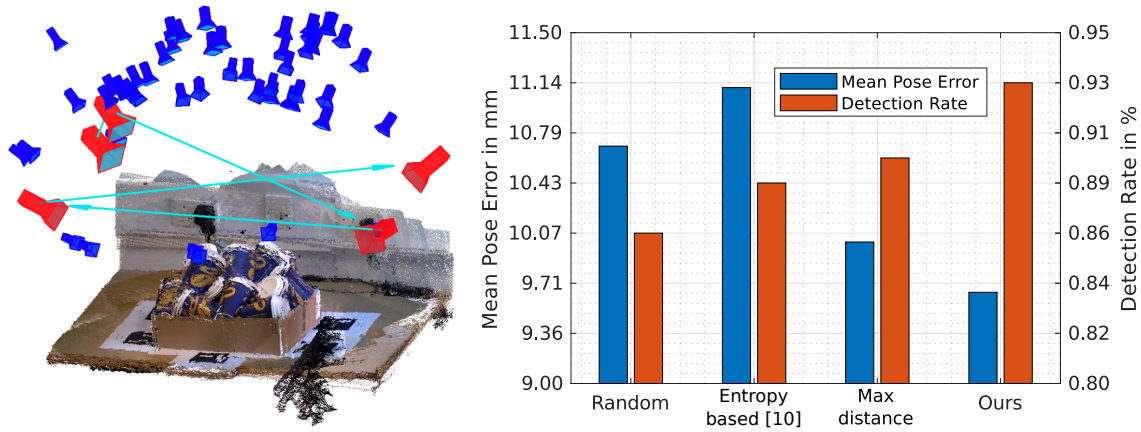 11.50
11.14
10.79
10.43
10.07
9.71
9.36
9.00
Mean Pose Error in mm
Mean Pose Error
Detection Rate
0.95
0.93
0.91
0.89
0.86
0.84
0.82
0.80
Detection Rate in %
Random
Entropy
based [10]
Max
distance
Ours